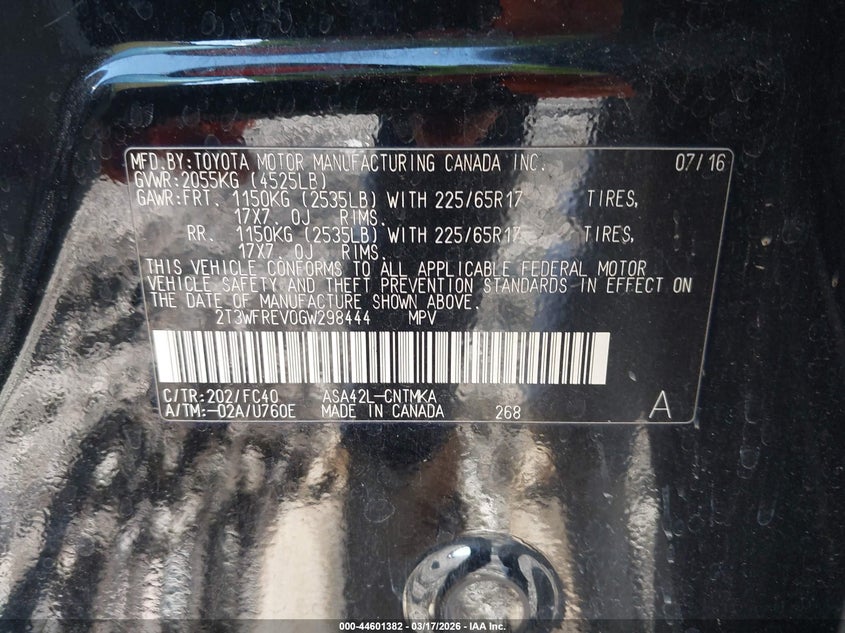 MFD.BY:TOYOTA MOTOR MANUFACTURING CANADA INC. 07/16
GVWR:2055KG (4525LB)
GAWR:FRT. 1150KG (2535LB) WITH 225/65R17 TIRES,
17X7. 0J RIMS.
RR. 1150KG (2535LB) WITH 225/65R17 TIRES,
17X7. 0J RIMS.
THIS VEHICLE CONFORMS TO ALL APPLICABLE FEDERAL MOTOR
VEHICLE SAFETY AND THEFT PREVENTION STANDARDS IN EFFECT ON
THE DATE OF MANUFACTURE SHOWN ABOVE.
2T3WFREV0GW298444 MPV
C/TR:202/FC40 ASA42L-CNTMKA
A/TM:-02A/U760E MADE IN CANADA 268 A
000-44601382 - 03/17/2026 - IAA Inc.